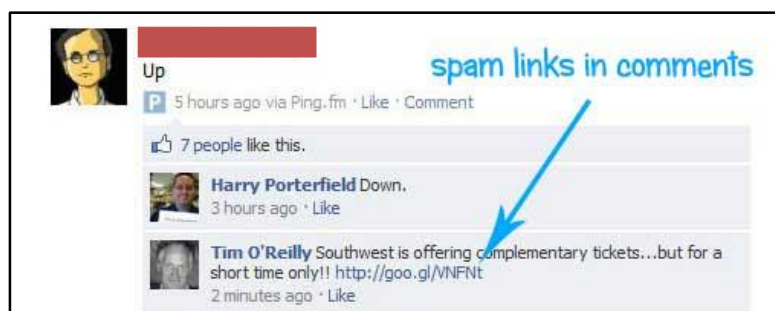 spam links in comments
Up
5 hours ago via Ping.fm · Like · Comment
7 people like this.
Harry Porterfield Down.
3 hours ago · Like
Tim O'Reilly Southwest is offering complementary tickets...but for a
short time only!! http://goo.gl/VNFNt
2 minutes ago · Like